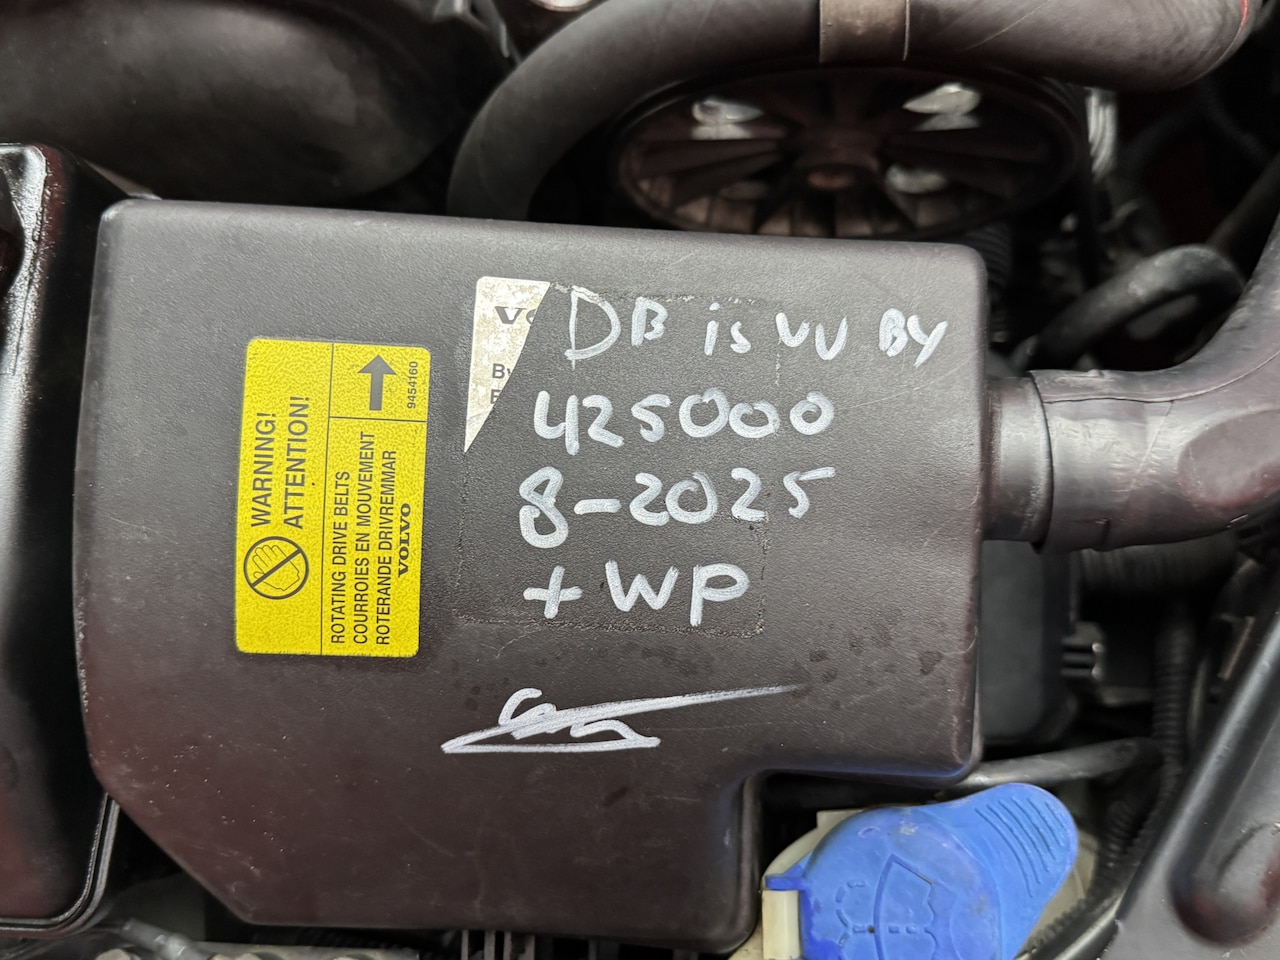 WARNING!
ATTENTION!
ROTATING DRIVE BELTS
COURROIES EN MOUVEMENT
ROTERANDE DRIVREMMAR
VOLVO
9454160
DB is VV BY
425000
8-2025
+ WP